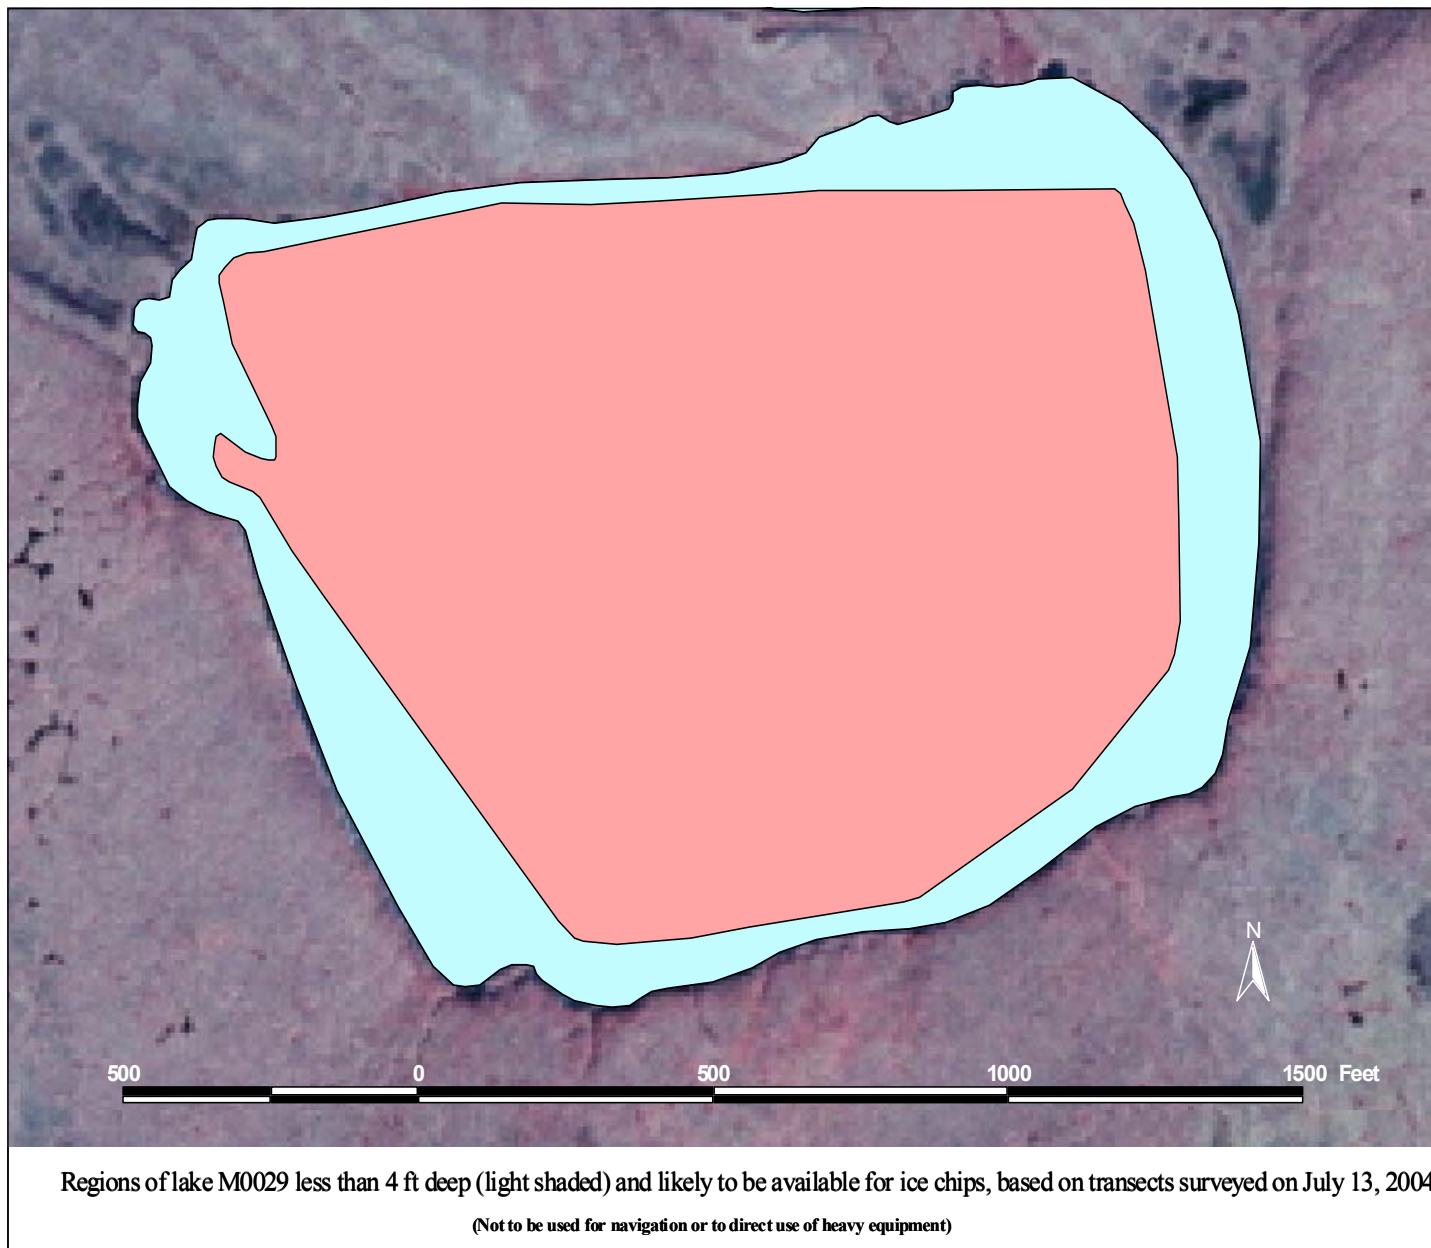 N
500 0 500 1000 1500 Feet
Regions of lake M0029 less than 4 ft deep (light shaded) and likely to be available for ice chips, based on transects surveyed on July 13, 2004
(Not to be used for navigation or to direct use of heavy equipment)